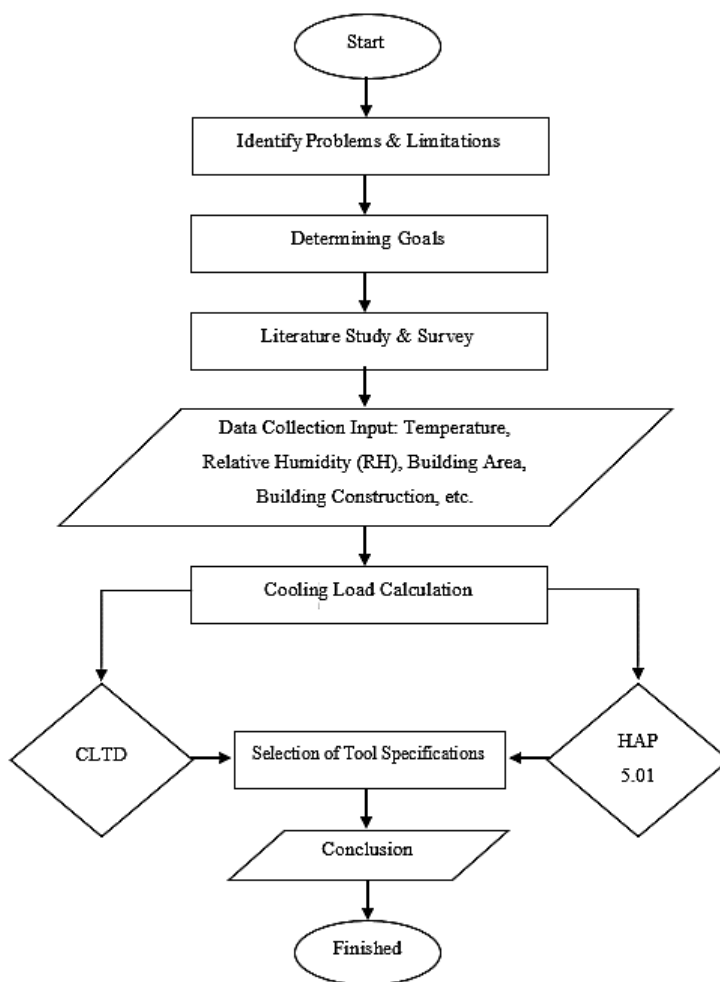 Start
Identify Problems & Limitations
Determining Goals
Literature Study & Survey
Data Collection Input: Temperature,
Relative Humidity (RH), Building Area,
Building Construction, etc.
Cooling Load Calculation
CLTD
Selection of Tool Specifications
HAP
5.01
Conclusion
Finished